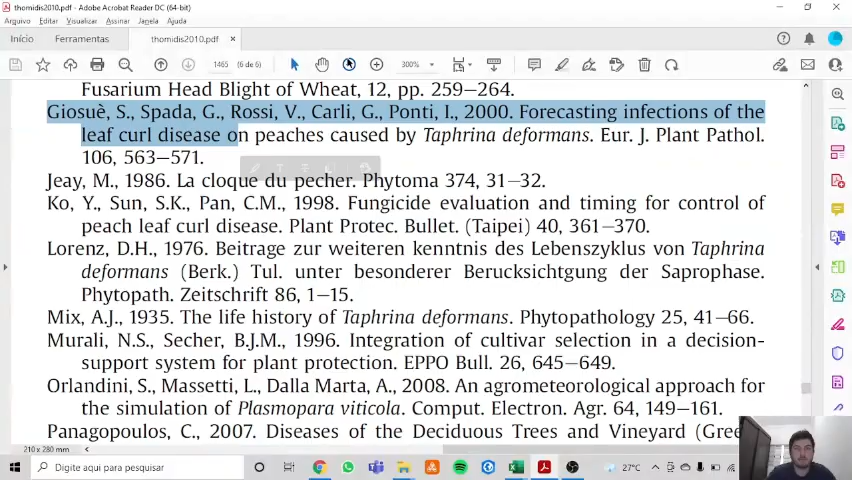 thomidis2010.pdf - Adobe Acrobat Reader DC (64-bit)
Arquivo Editar Visualizar Assinar Janela Ajuda
Início Ferramentas thomidis2010.pdf ×
1465 (6 de 6) 300%
Fusarium Head Blight of Wheat, 12, pp. 259–264.
Giosuè, S., Spada, G., Rossi, V., Carli, G., Ponti, I., 2000. Forecasting infections of the
leaf curl disease on peaches caused by Taphrina deformans. Eur. J. Plant Pathol.
106, 563–571.
Jeay, M., 1986. La cloque du pecher. Phytoma 374, 31–32.
Ko, Y., Sun, S.K., Pan, C.M., 1998. Fungicide evaluation and timing for control of
peach leaf curl disease. Plant Protec. Bullet. (Taipei) 40, 361–370.
Lorenz, D.H., 1976. Beitrage zur weiteren kenntnis des Lebenszyklus von Taphrina
deformans (Berk.) Tul. unter besonderer Berucksichtgung der Saprophase.
Phytopath. Zeitschrift 86, 1–15.
Mix, A.J., 1935. The life history of Taphrina deformans. Phytopathology 25, 41–66.
Murali, N.S., Secher, B.J.M., 1996. Integration of cultivar selection in a decision-
support system for plant protection. EPPO Bull. 26, 645–649.
Orlandini, S., Massetti, L., Dalla Marta, A., 2008. An agrometeorological approach for
the simulation of Plasmopara viticola. Comput. Electron. Agr. 64, 149–161.
Panagopoulos, C., 2007. Diseases of the Deciduous Trees and Vineyard (Gree
210 x 280 mm
Digite aqui para pesquisar 27°C